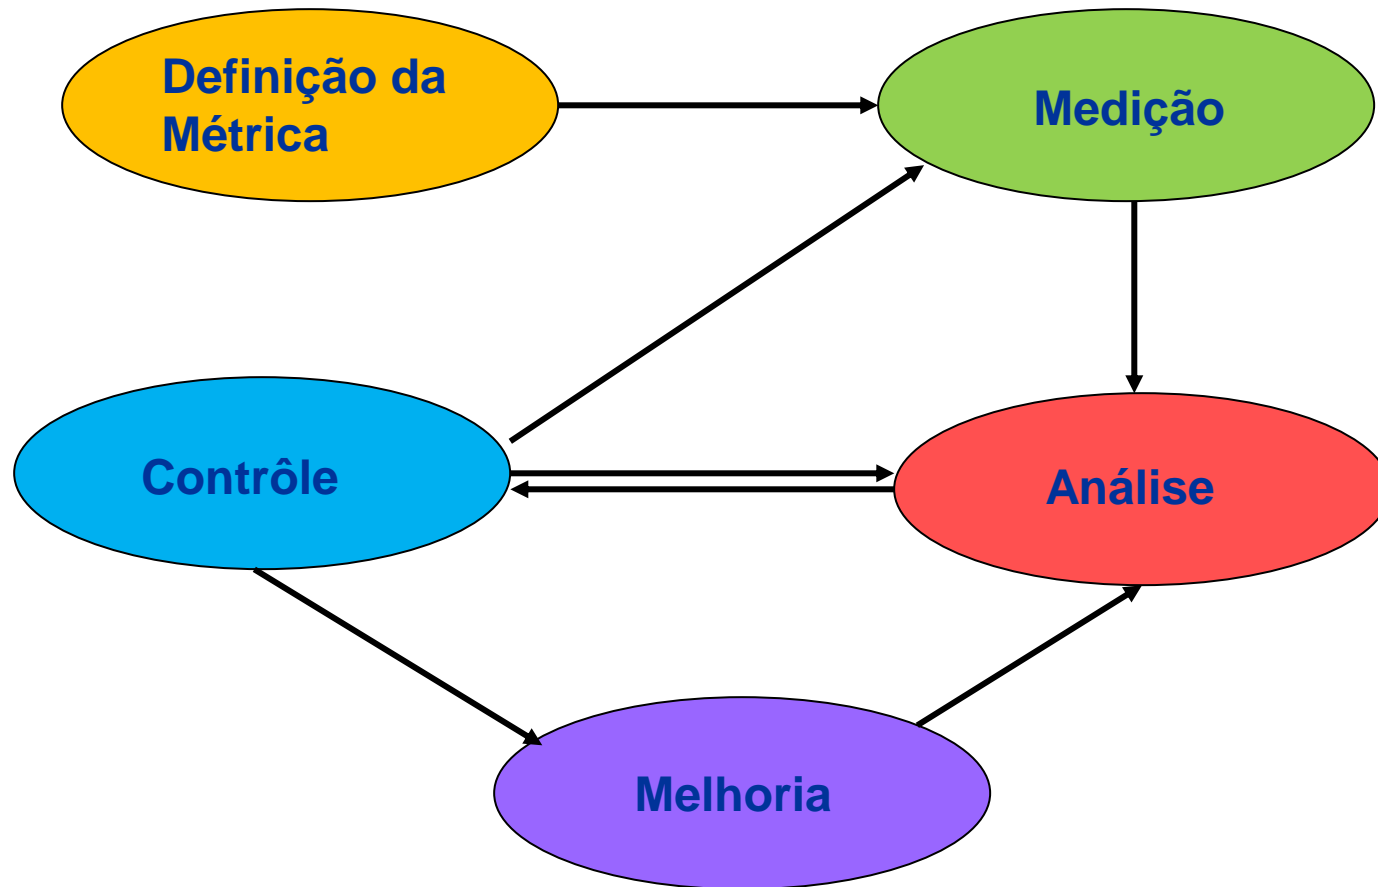 Definição da
Métrica
Medição
Contrôle
Análise
Melhoria